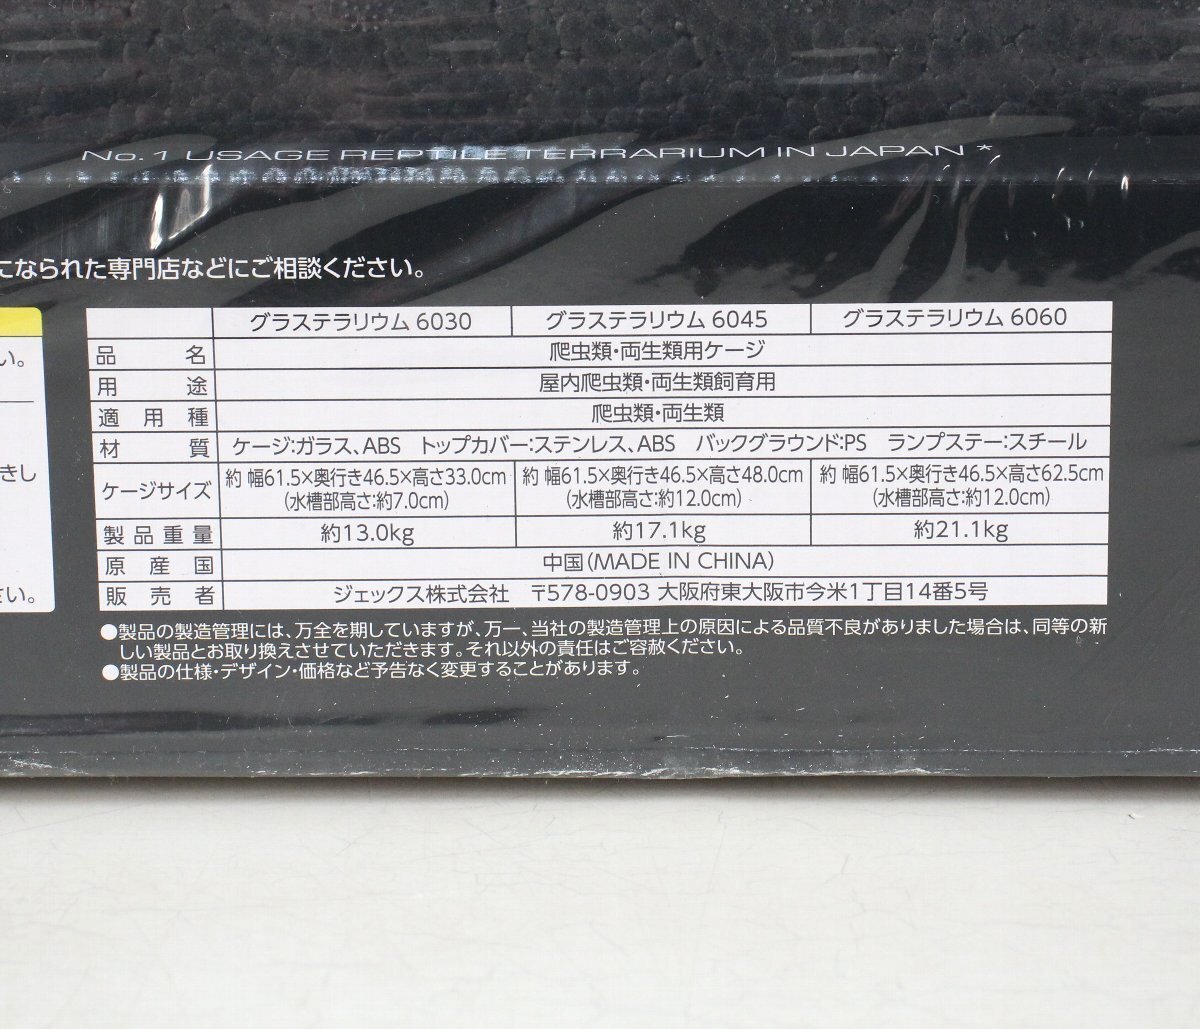 No.1 USAGE REPTILE TERRARIUM IN JAPAN *
になられた専門店などにご相談ください。
い。
きし
さい。
グラステラリウム 6030 グラステラリウム 6045 グラステラリウム 6060
品名 爬虫類・両生類用ケージ
用途 屋内爬虫類・両生類飼育用
適用種 爬虫類・両生類
材質 ケージ:ガラス、ABS トップカバー:ステンレス、ABS バックグラウンド:PS ランプステー:スチール
ケージサイズ 約 幅61.5×奥行き46.5×高さ33.0cm 約 幅61.5×奥行き46.5×高さ48.0cm 約 幅61.5×奥行き46.5×高さ62.5cm
(水槽部高さ:約7.0cm) (水槽部高さ:約12.0cm) (水槽部高さ:約12.0cm)
製品重量 約13.0kg 約17.1kg 約21.1kg
原産国 中国(MADE IN CHINA)
販売者 ジェックス株式会社 〒578-0903 大阪府東大阪市今米1丁目14番5号
●製品の製造管理には、万全を期していますが、万一、当社の製造管理上の原因による品質不良がありました場合は、同等の新
しい製品とお取り換えさせていただきます。それ以外の責任はご容赦ください。
●製品の仕様・デザイン・価格など予告なく変更することがあります。